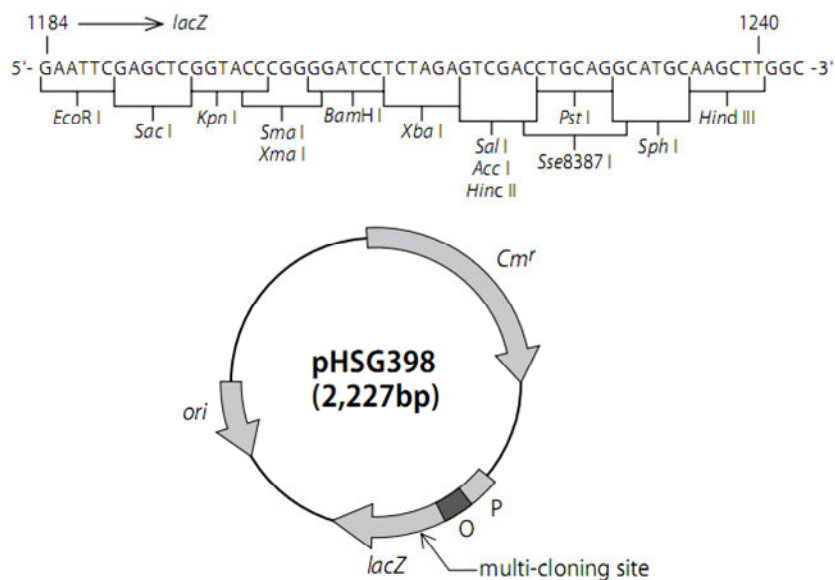 1184 lacZ 1240
5'- GAATTCGAGCTCGGTACCCGGGGATCCTCTAGAGTCGACCTGCAGGCATGCAAGCTTGGC -3'
EcoR I Sac I Kpn I Sma I BamH I Xba I Sal I Pst I Sph I Hind III
Xma I Acc I Sse8387 I
Hinc II
Cmr
pHSG398
(2,227bp)
ori
P
O
lacZ
multi-cloning site